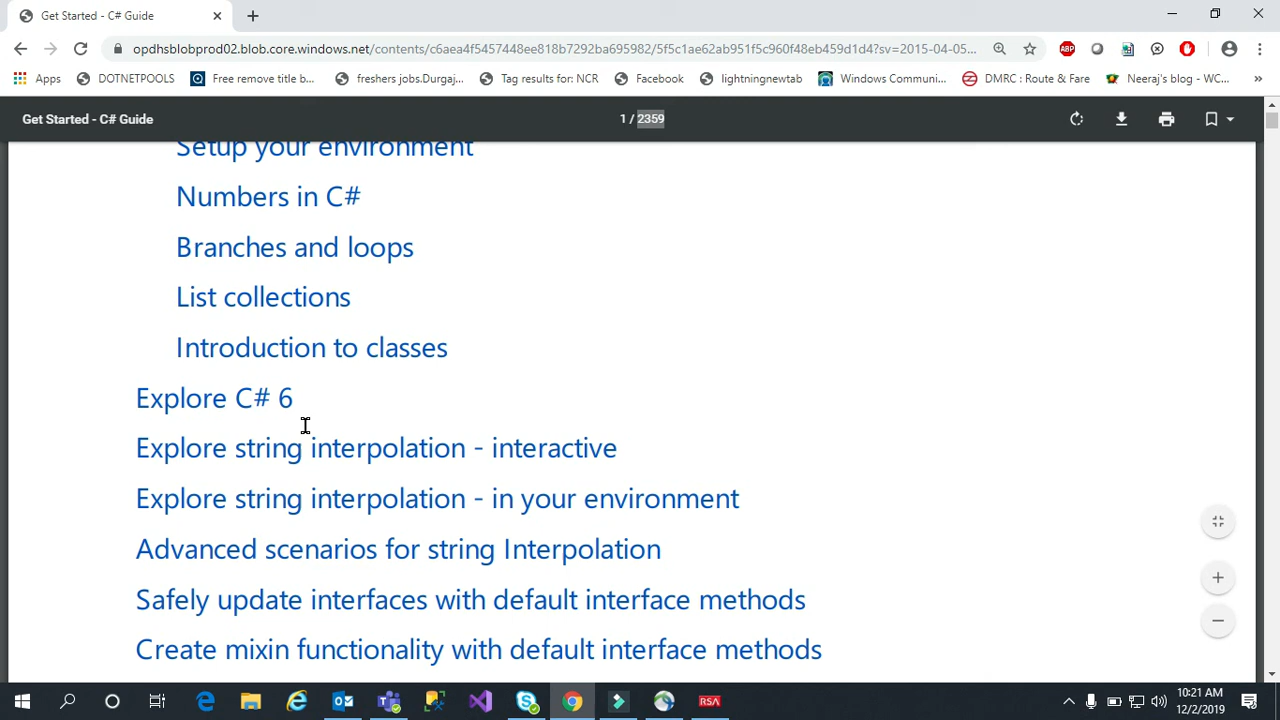 Get Started - C# Guide
opdhsblobprod02.blob.core.windows.net/contents/c6aea4f5457448ee818b7292ba695982/5f5c1ae62ab951f5c960f48eb459d1d4?sv=2015-04-05...
ABP
Apps DOTNETPOOLS Free remove title b... freshers jobs.Durgaj... Tag results for: NCR Facebook lightningnewtab Windows Communi... DMRC : Route & Fare Neeraj's blog - WC... »
Get Started - C# Guide 1 / 2359
Setup your environment
Numbers in C#
Branches and loops
List collections
Introduction to classes
Explore C# 6
Explore string interpolation - interactive
Explore string interpolation - in your environment
Advanced scenarios for string Interpolation
Safely update interfaces with default interface methods
Create mixin functionality with default interface methods
RSA
10:21 AM
12/2/2019